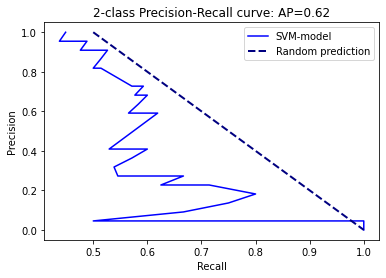 2-class Precision-Recall curve: AP=0.62
SVM-model
Random prediction
Precision
1.0
0.8
0.6
0.4
0.2
0.0
0.5
0.6
0.7
0.8
0.9
1.0
Recall